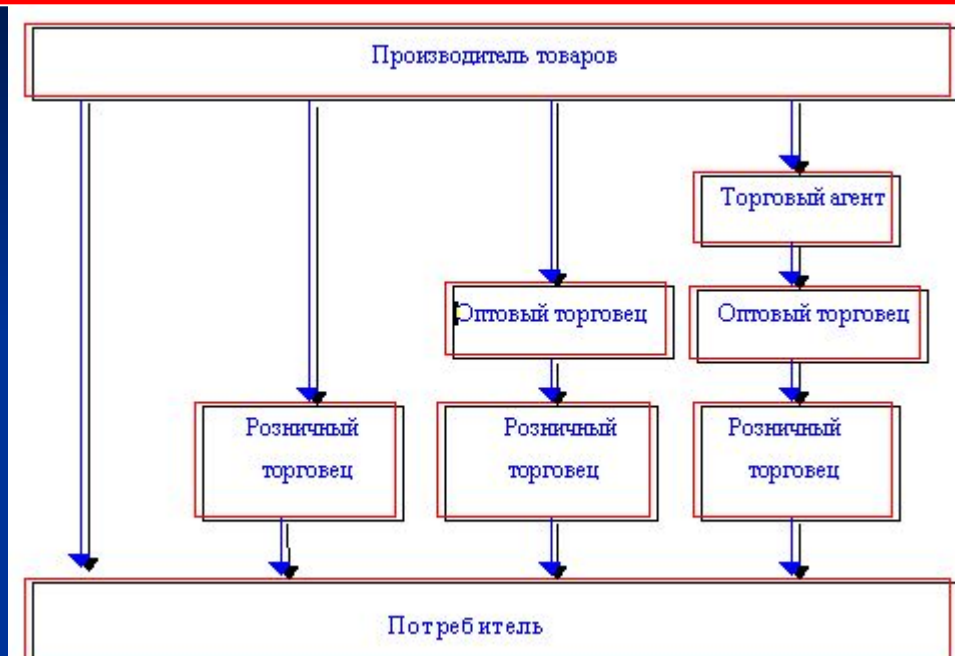 Производитель товаров
Торговый агент
Оптовый торговец
Оптовый торговец
Розничный
торговец
Розничный
торговец
Розничный
торговец
Потребитель